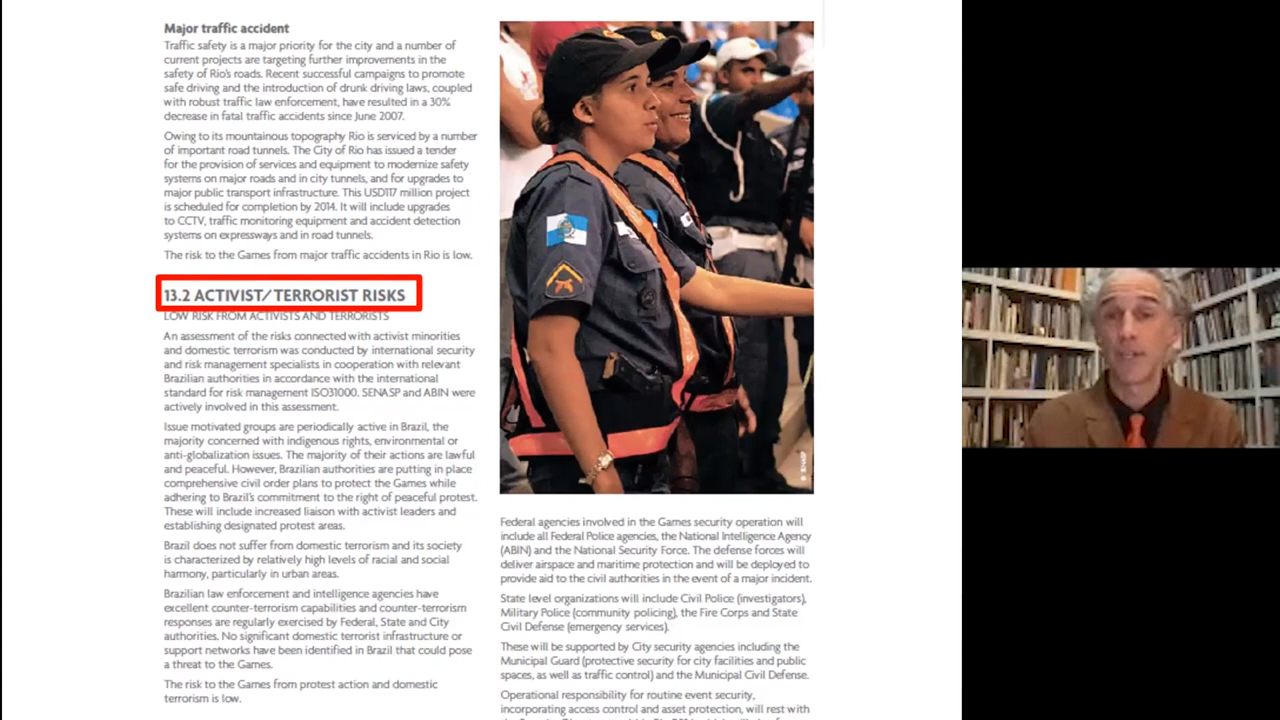 Major traffic accident
Traffic safety is a major priority for the city and a number of
current projects are targeting further improvements in the
safety of Rio's roads. Recent successful campaigns to promote
safe driving and the introduction of drunk driving laws, coupled
with robust traffic law enforcement, have resulted in a 30%
decrease in fatal traffic accidents since June 2007.
Owing to its mountainous topography Rio is serviced by a number
of important road tunnels. The City of Rio has issued a tender
for the provision of services and equipment to modernize safety
systems on major roads and in city tunnels, and for upgrades to
major public transport infrastructure. This USD117 million project
is scheduled for completion by 2014. It will include upgrades
to CCTV, traffic monitoring equipment and accident detection
systems on expressways and in road tunnels.
The risk to the Games from major traffic accidents in Rio is low.
13.2 ACTIVIST/TERRORIST RISKS
LOW RISK FROM ACTIVISTS AND TERRORISTS
An assessment of the risks connected with activist minorities
and domestic terrorism was conducted by international security
and risk management specialists in cooperation with relevant
Brazilian authorities in accordance with the international
standard for risk management ISO31000. SENASP and ABIN were
actively involved in this assessment.
Issue motivated groups are periodically active in Brazil, the
majority concerned with indigenous rights, environmental or
anti-globalization issues. The majority of their actions are lawful
and peaceful. However, Brazilian authorities are putting in place
comprehensive civil order plans to protect the Games while
adhering to Brazil's commitment to the right of peaceful protest.
These will include increased liaison with activist leaders and
establishing designated protest areas.
Brazil does not suffer from domestic terrorism and its society
is characterized by relatively high levels of racial and social
harmony, particularly in urban areas.
Brazilian law enforcement and intelligence agencies have
excellent counter-terrorism capabilities and counter-terrorism
responses are regularly exercised by Federal, State and City
authorities. No significant domestic terrorist infrastructure or
support networks have been identified in Brazil that could pose
a threat to the Games.
The risk to the Games from protest action and domestic
terrorism is low.
© SENASP
Federal agencies involved in the Games security operation will
include all Federal Police agencies, the National Intelligence Agency
(ABIN) and the National Security Force. The defense forces will
deliver airspace and maritime protection and will be deployed to
provide aid to the civil authorities in the event of a major incident.
State level organizations will include Civil Police (investigators),
Military Police (community policing), the Fire Corps and State
Civil Defense (emergency services).
These will be supported by City security agencies including the
Municipal Guard (protective security for city facilities and public
spaces, as well as traffic control) and the Municipal Civil Defense.
Operational responsibility for routine event security,
incorporating access control and asset protection, will rest with